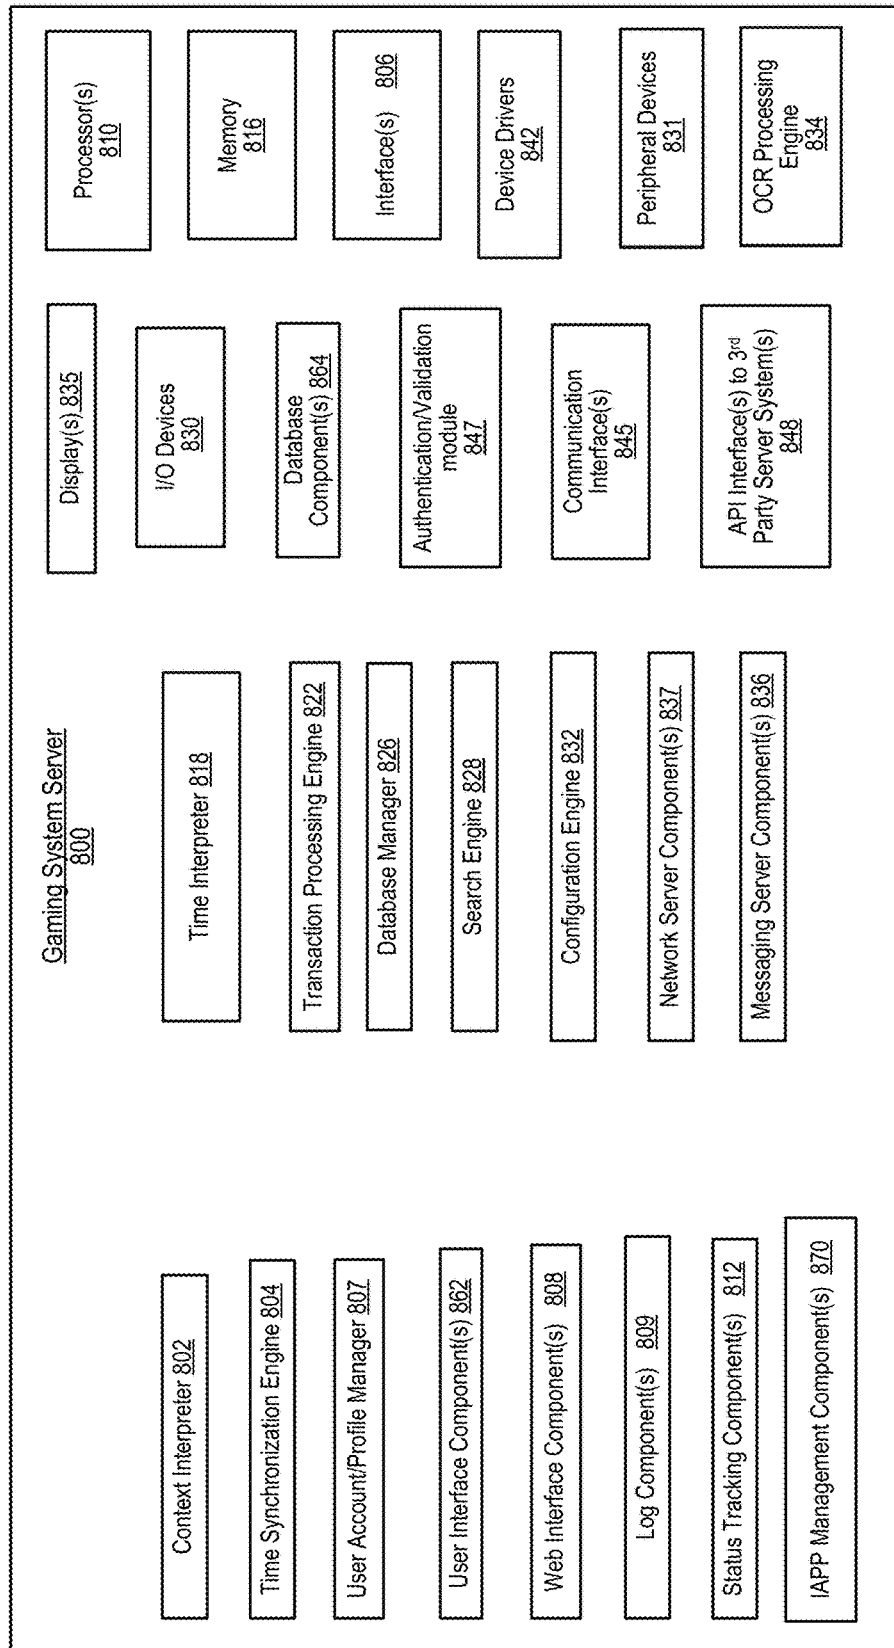 Gaming System Server
800
Context Interpreter 802
Time Synchronization Engine 804
User Account/Profile Manager 807
User Interface Component(s) 862
Web Interface Component(s) 808
Log Component(s) 809
Status Tracking Component(s) 812
IAPP Management Component(s) 870
Time Interpreter 818
Transaction Processing Engine 822
Database Manager 826
Search Engine 828
Configuration Engine 832
Network Server Component(s) 837
Messaging Server Component(s) 836
Display(s) 835
I/O Devices
830
Database
Component(s) 864
Authentication/Validation
module
847
Communication
Interface(s)
845
API Interface(s) to 3rd
Party Server System(s)
848
Processor(s)
810
Memory
816
Interface(s) 806
Device Drivers
842
Peripheral Devices
831
OCR Processing
Engine
834